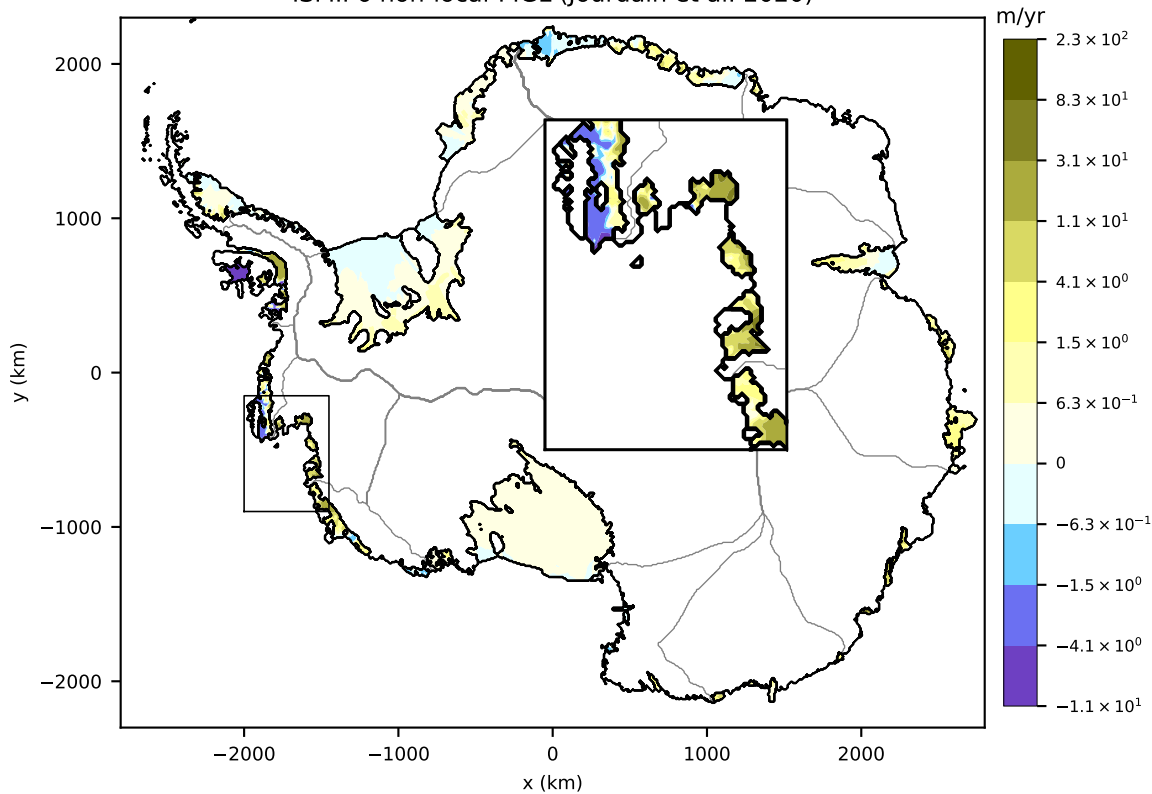 m/yr
2.3 × 10²
8.3 × 10¹
3.1 × 10¹
1.1 × 10¹
4.1 × 10⁰
1.5 × 10⁰
6.3 × 10⁻¹
0
−6.3 × 10⁻¹
−1.5 × 10⁰
−4.1 × 10⁰
−1.1 × 10¹
2000
1000
0
−1000
−2000
y (km)
−2000 −1000 0 1000 2000
x (km)